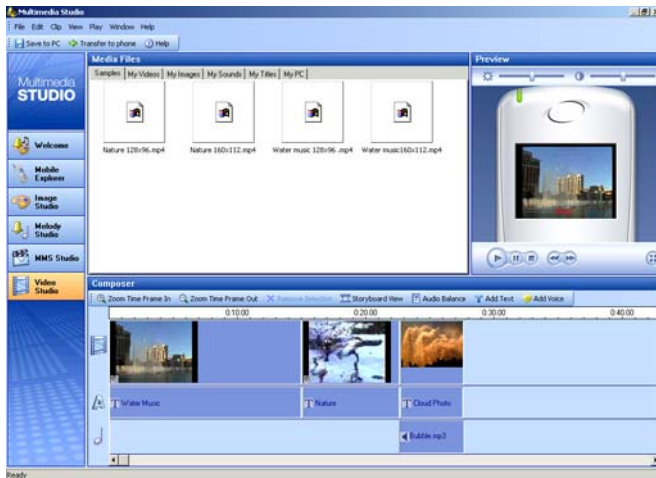 Multimedia Studio
File Edit Clip View Play Window Help
Save to PC Transfer to phone Help
Multimedia
STUDIO
Welcome
Mobile
Explorer
Image
Studio
Melody
Studio
MMS Studio
Video
Studio
Media Files
Samples My Videos My Images My Sounds My Titles My PC
Nature 128x96.mp4 Nature 160x112.mp4 Water music 128x96 .mp4 Water music160x112.mp4
Preview
Composer
Zoom Time Frame In Zoom Time Frame Out Remove Selection Storyboard View Audio Balance Add Text Add Voice
0:10:00 0:20:00 0:30:00 0:40:00
Water Music Nature Cloud Photo
Bubble mp3
Ready